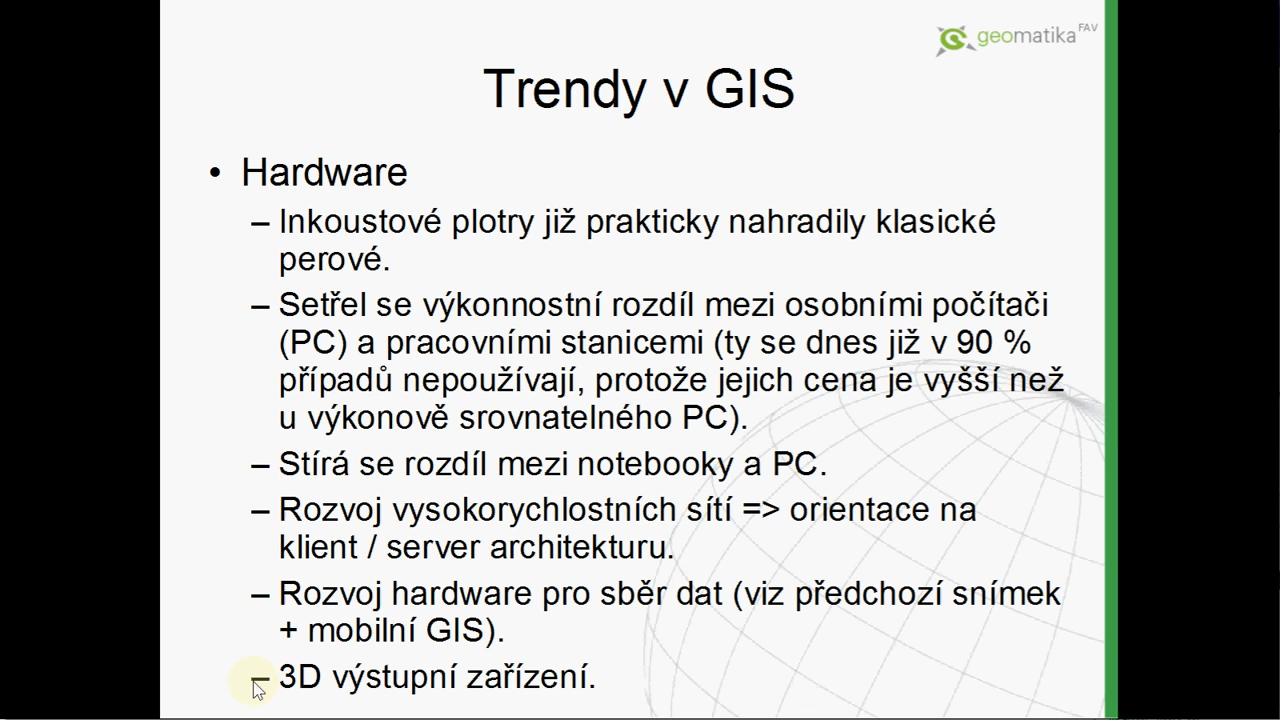 geomatika FAV
Trendy v GIS
• Hardware
– Inkoustové plotry již prakticky nahradily klasické
perové.
– Setřel se výkonnostní rozdíl mezi osobními počítači
(PC) a pracovními stanicemi (ty se dnes již v 90 %
případů nepoužívají, protože jejich cena je vyšší než
u výkonově srovnatelného PC).
– Stírá se rozdíl mezi notebooky a PC.
– Rozvoj vysokorychlostních sítí => orientace na
klient / server architekturu.
– Rozvoj hardware pro sběr dat (viz předchozí snímek
+ mobilní GIS).
– 3D výstupní zařízení.